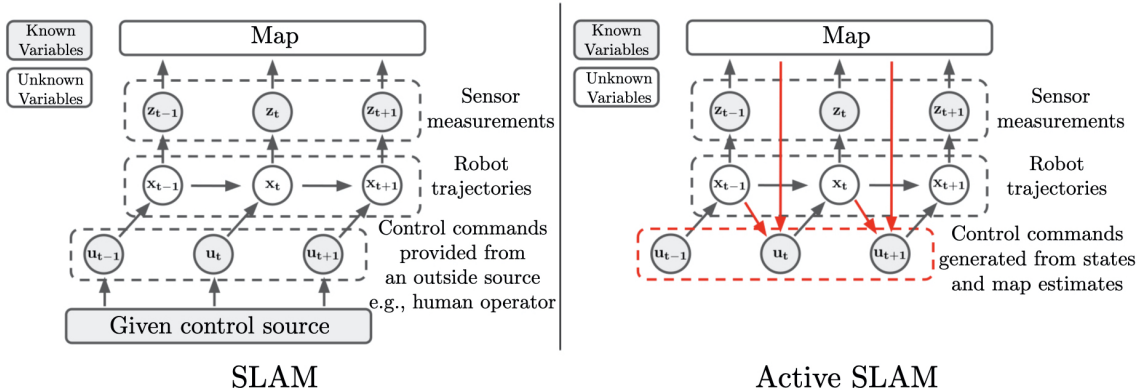 Known
Variables
Unknown
Variables
Map
z_{t-1}
z_t
z_{t+1}
Sensor
measurements
x_{t-1}
x_t
x_{t+1}
Robot
trajectories
u_{t-1}
u_t
u_{t+1}
Control commands
provided from
an outside source
e.g., human operator
Given control source
SLAM
Known
Variables
Unknown
Variables
Map
z_{t-1}
z_t
z_{t+1}
Sensor
measurements
x_{t-1}
x_t
x_{t+1}
Robot
trajectories
u_{t-1}
u_t
u_{t+1}
Control commands
generated from states
and map estimates
Active SLAM